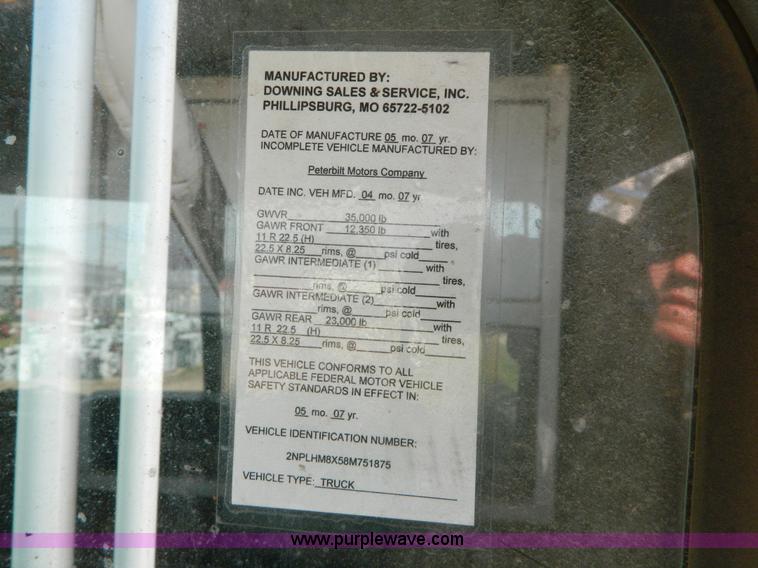 MANUFACTURED BY:
DOWNING SALES & SERVICE, INC.
PHILLIPSBURG, MO 65722-5102
DATE OF MANUFACTURE 05 mo. 07 yr.
INCOMPLETE VEHICLE MANUFACTURED BY:
Peterbilt Motors Company
DATE INC. VEH MFD. 04 mo. 07 yr
GWVR 35,000 lb
GAWR FRONT 12,350 lb with
11 R 22.5 (H) tires,
22.5 X 8.25 rims, @ psi cold
GAWR INTERMEDIATE (1) with
tires,
rims, @ psi cold
GAWR INTERMEDIATE (2) with
rims, @ psi cold
GAWR REAR 23,000 lb with
11 R 22.5 (H) tires,
22.5 X 8.25 rims, @ psi cold
THIS VEHICLE CONFORMS TO ALL
APPLICABLE FEDERAL MOTOR VEHICLE
SAFETY STANDARDS IN EFFECT IN:
05 mo. 07 yr.
VEHICLE IDENTIFICATION NUMBER:
2NPLHM8X58M751875
VEHICLE TYPE: TRUCK
www.purplewave.com